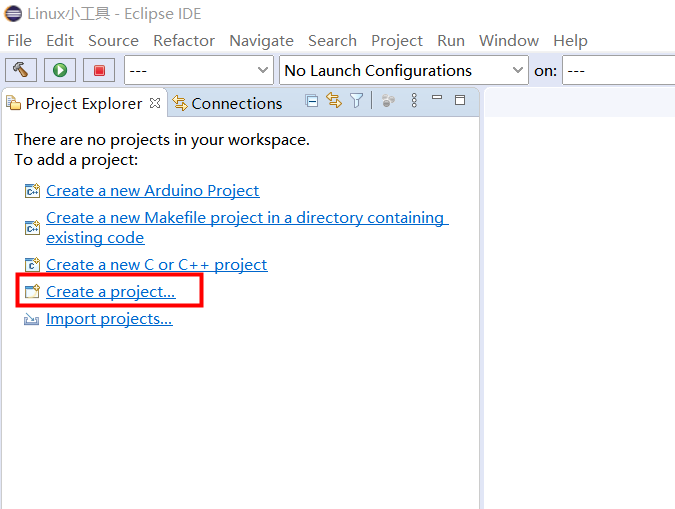 Linux小工具 - Eclipse IDE
File Edit Source Refactor Navigate Search Project Run Window Help
--- No Launch Configurations on: ---
Project Explorer Connections
There are no projects in your workspace.
To add a project:
Create a new Arduino Project
Create a new Makefile project in a directory containing
existing code
Create a new C or C++ project
Create a project...
Import projects...